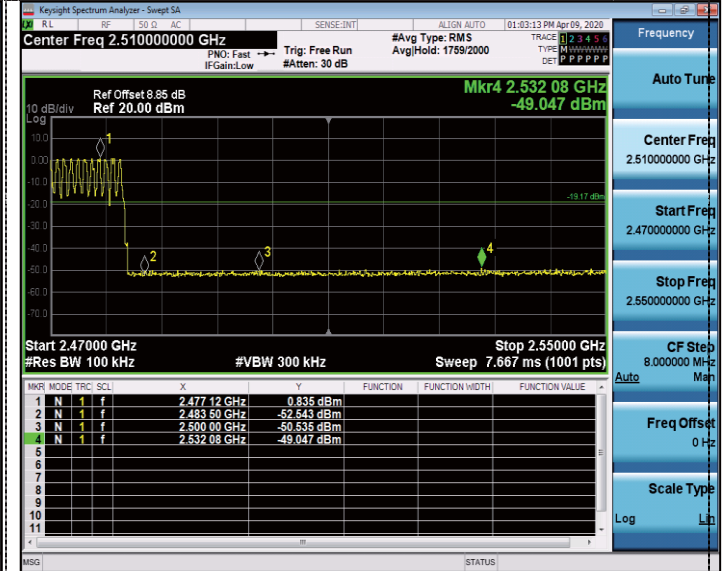 Keysight Spectrum Analyzer - Swept SA
RL RF 50 Ω AC SENSE:INT ALIGN AUTO 01:03:13 PM Apr 09, 2020
Center Freq 2.510000000 GHz
PNO: Fast
IFGain:Low
Trig: Free Run
#Atten: 30 dB
#Avg Type: RMS
Avg|Hold: 1759/2000
TRACE 1 2 3 4 5 6
TYPE M WWWWW
DET P P P P P P
Ref Offset 8.85 dB
10 dB/div Ref 20.00 dBm
Log
Mkr4 2.532 08 GHz
-49.047 dBm
10.0
0.00
-10.0
-20.0
-30.0
-40.0
-50.0
-60.0
-70.0
1
2
3
4
-19.17 dBm
Start 2.47000 GHz Stop 2.55000 GHz
#Res BW 100 kHz #VBW 300 kHz Sweep 7.667 ms (1001 pts)
MKR MODE TRC SCL X Y FUNCTION FUNCTION WIDTH FUNCTION VALUE
1 N 1 f 2.477 12 GHz 0.835 dBm
2 N 1 f 2.483 50 GHz -52.543 dBm
3 N 1 f 2.500 00 GHz -50.535 dBm
4 N 1 f 2.532 08 GHz -49.047 dBm
5
6
7
8
9
10
11
MSG STATUS
Frequency
Auto Tune
Center Freq
2.510000000 GHz
Start Freq
2.470000000 GHz
Stop Freq
2.550000000 GHz
CF Step
8.000000 MHz
Auto Man
Freq Offset
0 Hz
Scale Type
Log Lin